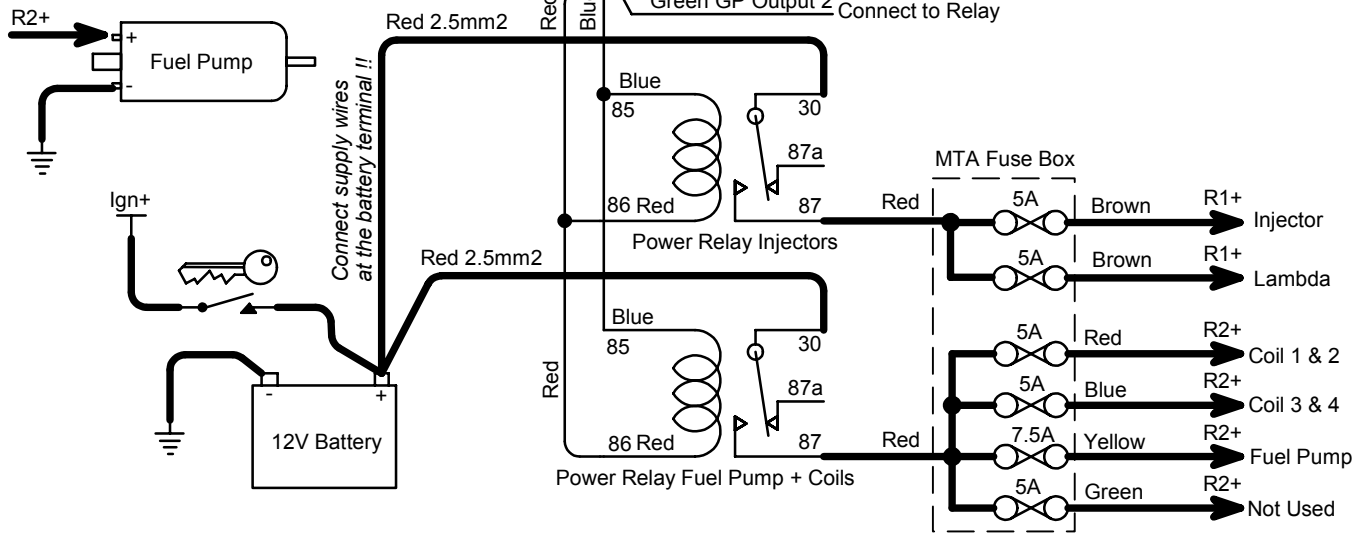 Green GP Output 2
Connect to Relay
R2+
Red 2.5mm2
Red
Blu
+
Fuel Pump
-
Connect supply wires
at the battery terminal !!
Blue
85
30
87a
MTA Fuse Box
86 Red
87
Red
5A
Brown
R1+
Injector
Power Relay Injectors
Ign+
Red 2.5mm2
5A
Brown
R1+
Lambda
Blue
85
30
5A
Red
R2+
Coil 1 & 2
Red
87a
5A
Blue
R2+
Coil 3 & 4
-
+
12V Battery
86 Red
87
Red
7.5A
Yellow
R2+
Fuel Pump
Power Relay Fuel Pump + Coils
5A
Green
R2+
Not Used